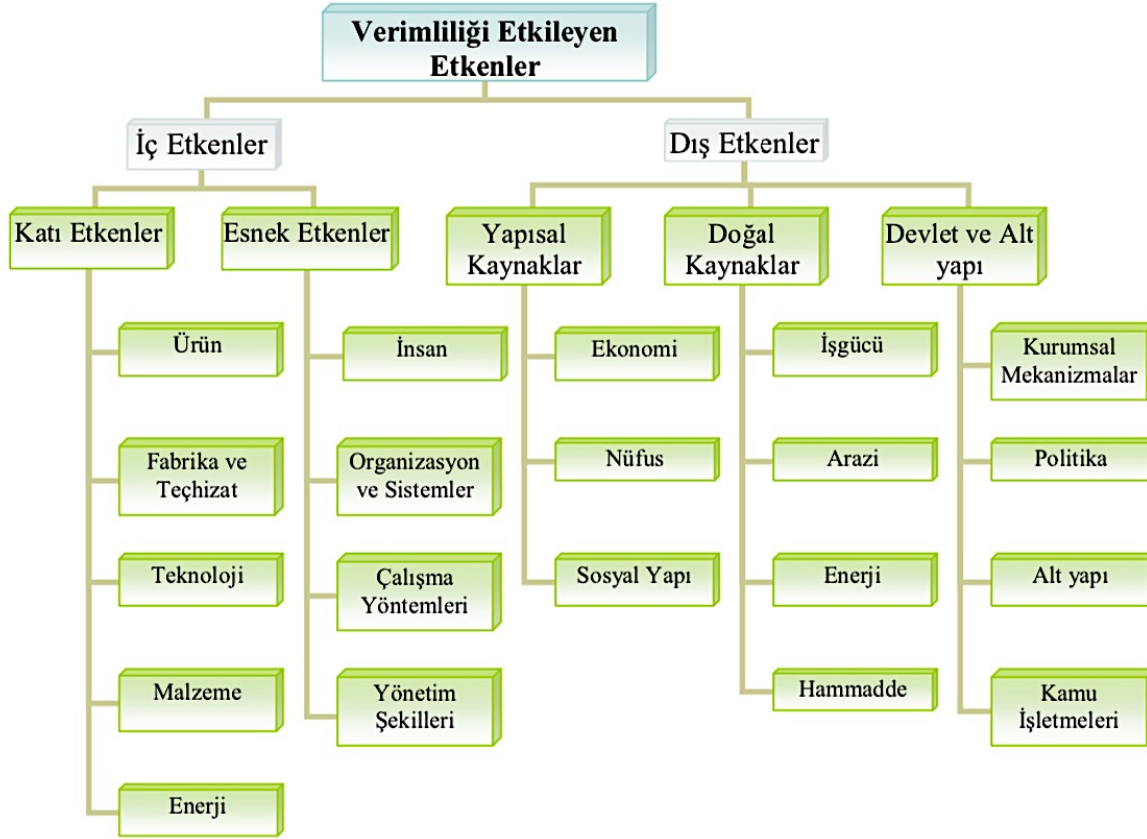 Verimliliği Etkileyen
Etkenler
İç Etkenler
Dış Etkenler
Katı Etkenler
Esnek Etkenler
Yapısal
Kaynaklar
Doğal
Kaynaklar
Devlet ve Alt
yapı
Ürün
Fabrika ve
Teçhizat
Teknoloji
Malzeme
Enerji
İnsan
Organizasyon
ve Sistemler
Çalışma
Yöntemleri
Yönetim
Şekilleri
Ekonomi
Nüfus
Sosyal Yapı
İşgücü
Arazi
Enerji
Hammadde
Kurumsal
Mekanizmalar
Politika
Alt yapı
Kamu
İşletmeleri